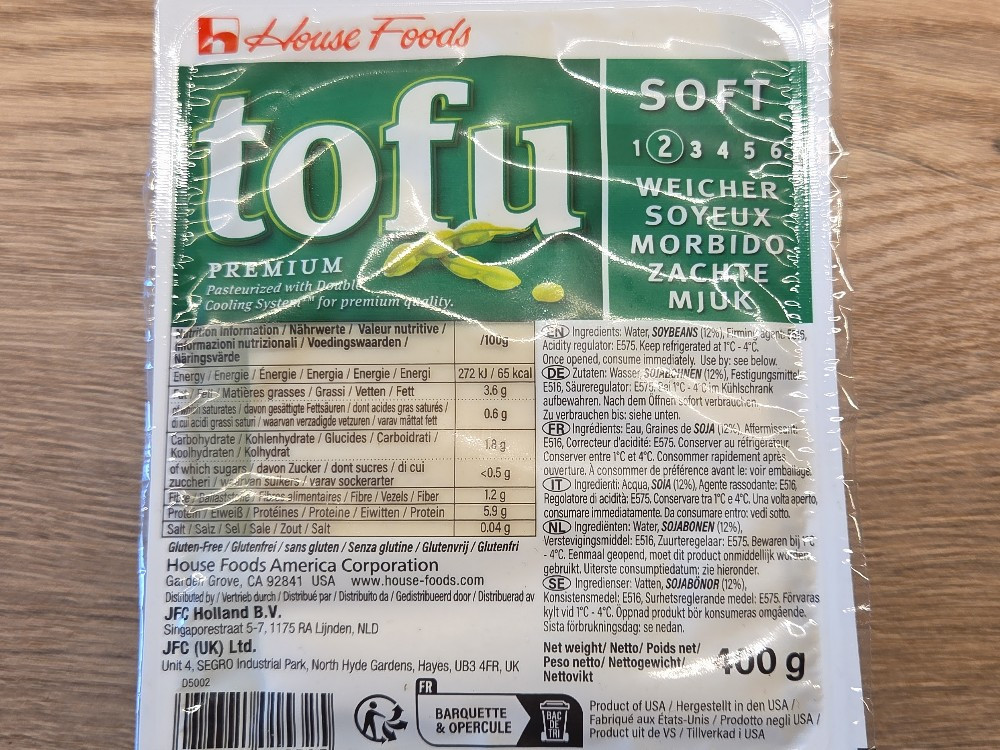 House Foods
tofu
PREMIUM
Pasteurized with Double
Cooling System™ for premium quality.
SOFT
1 2 3 4 5 6
WEICHER
SOYEUX
MORBIDO
ZACHTE
MJUK
Nutrition Information / Nährwerte / Valeur nutritive /
Informazioni nutrizionali / Voedingswaarden /
Näringsvärde
/100g
Energy / Energie / Énergie / Energia / Energie / Energi 272 kJ / 65 kcal
Fat / Fett / Matières grasses / Grassi / Vetten / Fett 3.6 g
of which saturates / davon gesättigte Fettsäuren / dont acides gras saturés /
di cui acidi grassi saturi / waarvan verzadigde vetzuren / varav mättat fett
0.6 g
Carbohydrate / Kohlenhydrate / Glucides / Carboidrati /
Koolhydraten / Kolhydrat
1.8 g
of which sugars / davon Zucker / dont sucres / di cui
zuccheri / waarvan suikers / varav sockerarter
<0.5 g
Fibre / Ballaststoffe / Fibres alimentaires / Fibre / Vezels / Fiber 1.2 g
Protein / Eiweiß / Protéines / Proteine / Eiwitten / Protein 5.9 g
Salt / Salz / Sel / Sale / Zout / Salt 0.04 g
Gluten-Free / Glutenfrei / sans gluten / Senza glutine / Glutenvrij / Glutenfri
House Foods America Corporation
Garden Grove, CA 92841 USA www.house-foods.com
Distributed by / Vertrieb durch / Distribué par / Distribuito da / Gedistribueerd door / Distribuerad av
JFC Holland B.V.
Singaporestraat 5-7, 1175 RA Lijnden, NLD
JFC (UK) Ltd.
Unit 4, SEGRO Industrial Park, North Hyde Gardens, Hayes, UB3 4FR, UK
D5002
EN Ingredients: Water, SOYBEANS (12%), Firming agent: E516,
Acidity regulator: E575. Keep refrigerated at 1°C - 4°C.
Once opened, consume immediately. Use by: see below.
DE Zutaten: Wasser, SOJABOHNEN (12%), Festigungsmittel:
E516, Säureregulator: E575. Bei 1°C - 4°C im Kühlschrank
aufbewahren. Nach dem Öffnen sofort verbrauchen.
Zu verbrauchen bis: siehe unten.
FR Ingrédients: Eau, Graines de SOJA (12%), Affermissant:
E516, Correcteur d'acidité: E575. Conserver au réfrigérateur.
Conserver entre 1°C et 4°C. Consommer rapidement après
ouverture. À consommer de préférence avant le: voir emballage.
IT Ingredienti: Acqua, SOIA (12%), Agente rassodante: E516,
Regolatore di acidità: E575. Conservare tra 1°C e 4°C. Una volta aperto,
consumare immediatamente. Da consumare entro: vedi sotto.
NL Ingrediënten: Water, SOJABONEN (12%),
Verstevigingsmiddel: E516, Zuurteregelaar: E575. Bewaren bij 1°C
- 4°C. Eenmaal geopend, moet dit product onmiddellijk worden
gebruikt. Uiterste consumptiedatum: zie hieronder.
SE Ingredienser: Vatten, SOJABÖNOR (12%),
Konsistensmedel: E516, Surhetsreglerande medel: E575. Förvaras
kylt vid 1°C - 4°C. Öppnad produkt bör konsumeras omgående.
Sista förbrukningsdag: se nedan.
Net weight/ Netto/ Poids net/
Peso netto/ Nettogewicht/
Nettovikt
400 g
FR
BARQUETTE
& OPERCULE
BAC
DE
TRI
Product of USA / Hergestellt in den USA /
Fabriqué aux États-Unis / Prodotto negli USA /
Product uit de VS / Tillverkad i USA